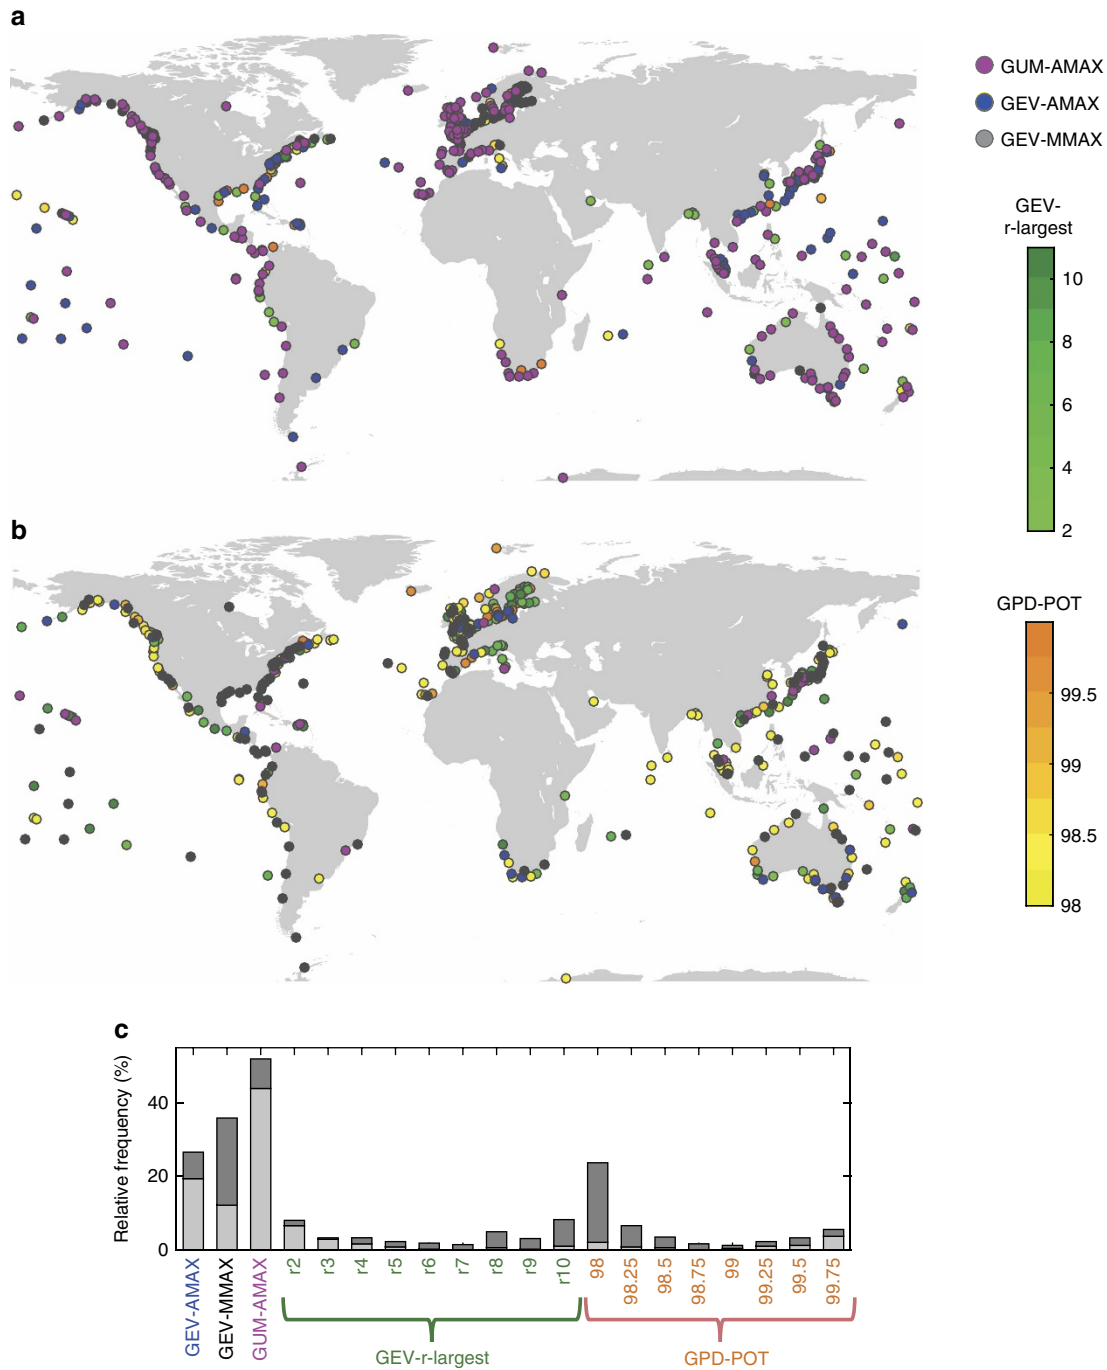 a
GUM-AMAX
GEV-AMAX
GEV-MMAX
GEV-
r-largest
10
8
6
4
2
b
GPD-POT
99.5
99
98.5
98
c
Relative frequency (%)
40
20
0
GEV-AMAX
GEV-MMAX
GUM-AMAX
r2
r3
r4
r5
r6
r7
r8
r9
r10
98
98.25
98.5
98.75
99
99.25
99.5
99.75
GEV-r-largest
GPD-POT